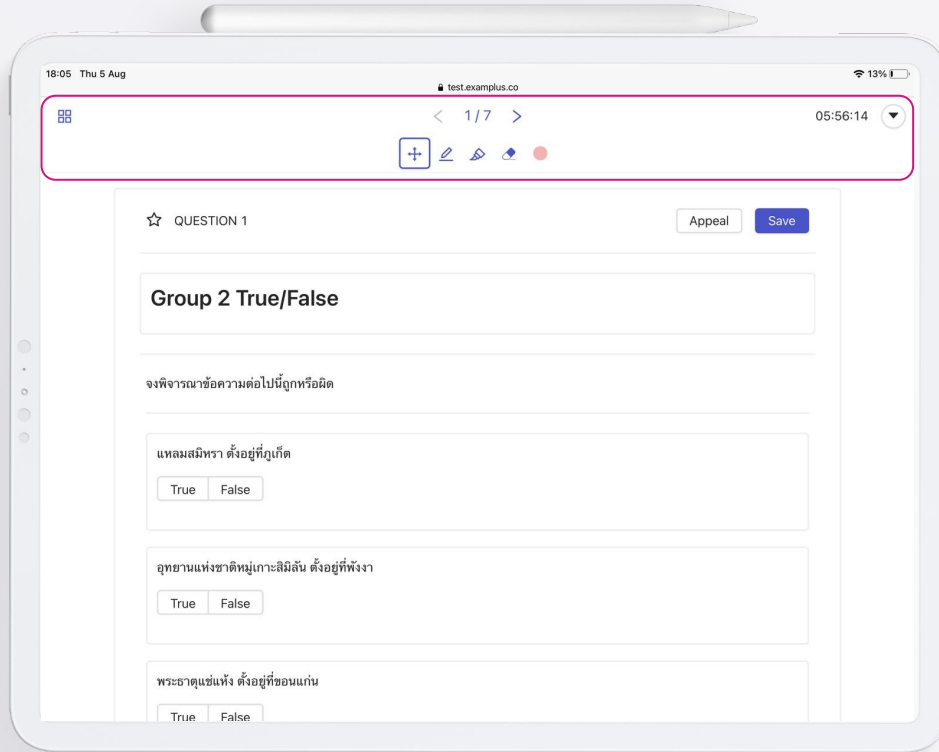 18:05 Thu 5 Aug
13%
test.examplus.co
1/7
05:56:14
QUESTION 1
Appeal
Save
Group 2 True/False
จงพิจารณาข้อความต่อไปนี้ถูกหรือผิด
แหลมสมิหรา ตั้งอยู่ที่ภูเก็ต
True False
อุทยานแห่งชาติหมู่เกาะสิมิลัน ตั้งอยู่ที่พังงา
True False
พระธาตุแช่แห้ง ตั้งอยู่ที่ขอนแก่น
True False